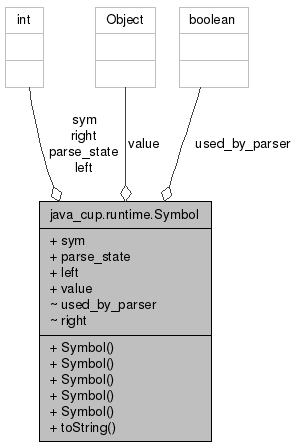 int
Object
boolean
sym
right
parse_state
left
value
used_by_parser
java_cup.runtime.Symbol
+ sym
+ parse_state
+ left
+ value
~ used_by_parser
~ right
+ Symbol()
+ Symbol()
+ Symbol()
+ Symbol()
+ Symbol()
+ toString()